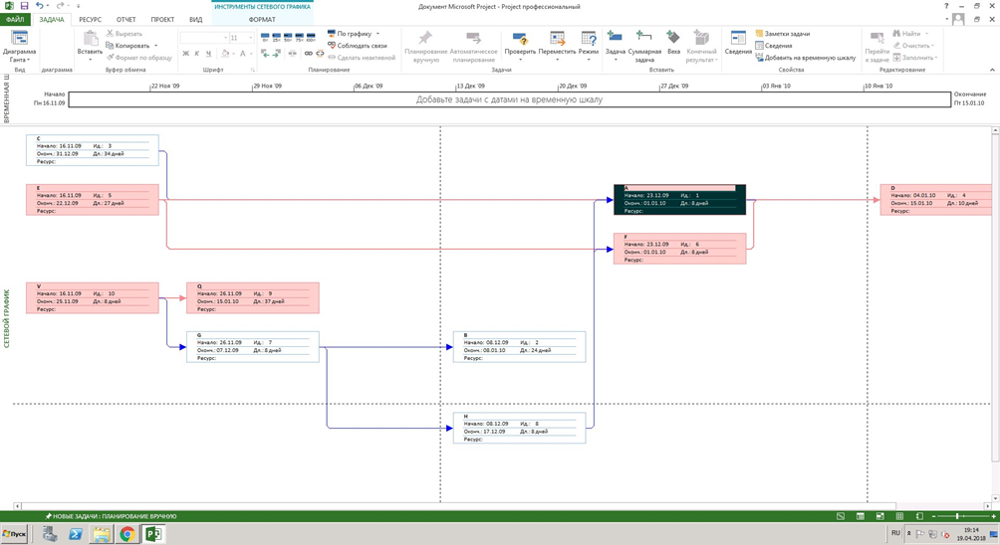 ИНСТРУМЕНТЫ СЕТЕВОГО ГРАФИКА
Документ Microsoft Project - Project профессиональный
ФАЙЛ ЗАДАЧА РЕСУРС ОТЧЕТ ПРОЕКТ ВИД ФОРМАТ
Диаграмма Ганта
Вид
диаграмма
Вставить
Вырезать
Копировать
Формат по образцу
Буфер обмена
11
Ж К Ч
Шрифт
По графику
Соблюдать связи
Сделать неактивной
Планирование
Планирование вручную
Автоматическое планирование
Проверить
Переместить
Режим
Задачи
Задача
Суммарная задача
Веха
Конечный результат
Вставить
Сведения
Заметки задачи
Сведения
Добавить на временную шкалу
Свойства
Перейти к задаче
Найти
Очистить
Заполнить
Редактирование
ВРЕМЕННАЯ Ш
22 Ноя '09 29 Ноя '09 06 Дек '09 13 Дек '09 20 Дек '09 27 Дек '09 03 Янв '10 10 Янв '10
Начало
Пн 16.11.09
Добавьте задачи с датами на временную шкалу
Окончание
Пт 15.01.10
СЕТЕВОЙ ГРАФИК
C
Начало: 16.11.09 Ид.: 3
Оконч.: 31.12.09 Дл.: 34 дней
Ресурс:
E
Начало: 16.11.09 Ид.: 5
Оконч.: 22.12.09 Дл.: 27 дней
Ресурс:
A
Начало: 23.12.09 Ид.: 1
Оконч.: 01.01.10 Дл.: 8 дней
Ресурс:
D
Начало: 04.01.10 Ид.: 4
Оконч.: 15.01.10 Дл.: 10 дней
Ресурс:
F
Начало: 23.12.09 Ид.: 6
Оконч.: 01.01.10 Дл.: 8 дней
Ресурс:
V
Начало: 16.11.09 Ид.: 10
Оконч.: 25.11.09 Дл.: 8 дней
Ресурс:
Q
Начало: 26.11.09 Ид.: 9
Оконч.: 15.01.10 Дл.: 37 дней
Ресурс:
G
Начало: 26.11.09 Ид.: 7
Оконч.: 07.12.09 Дл.: 8 дней
Ресурс:
B
Начало: 08.12.09 Ид.: 2
Оконч.: 08.01.10 Дл.: 24 дней
Ресурс:
H
Начало: 08.12.09 Ид.: 8
Оконч.: 17.12.09 Дл.: 8 дней
Ресурс:
НОВЫЕ ЗАДАЧИ : ПЛАНИРОВАНИЕ ВРУЧНУЮ
Пуск
RU
19:14
19.04.2018